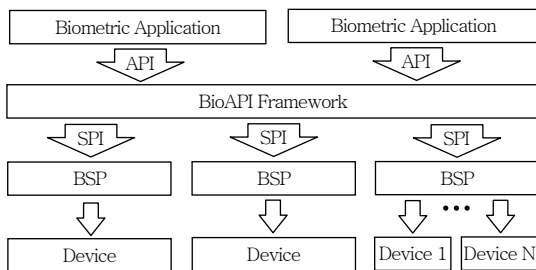 Biometric Application Biometric Application
API API
BioAPI Framework
SPI SPI SPI
BSP BSP BSP
•••
Device Device Device 1 Device N